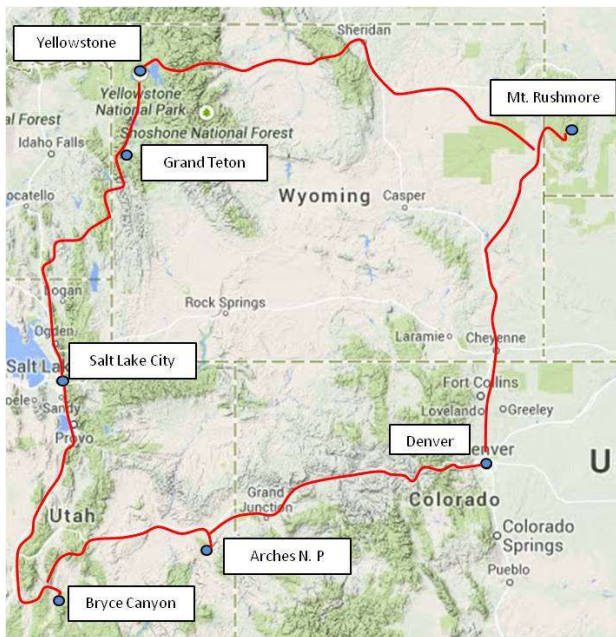 Yellowstone
Sheridan
Mt. Rushmore
Yellowstone
National Park
al Forest
Shoshone National Forest
Idaho Falls
Grand Teton
Wyoming
Casper
ocatello
Logan
Rock Springs
Ogden
Laramie
Cheyenne
Salt Lak
Salt Lake City
Fort Collins
ele
Sandy
Loveland
Greeley
Provo
Denver
enver
U
Grand
Junction
Colorado
Utah
Colorado
Springs
Arches N. P
Pueblo
Bryce Canyon